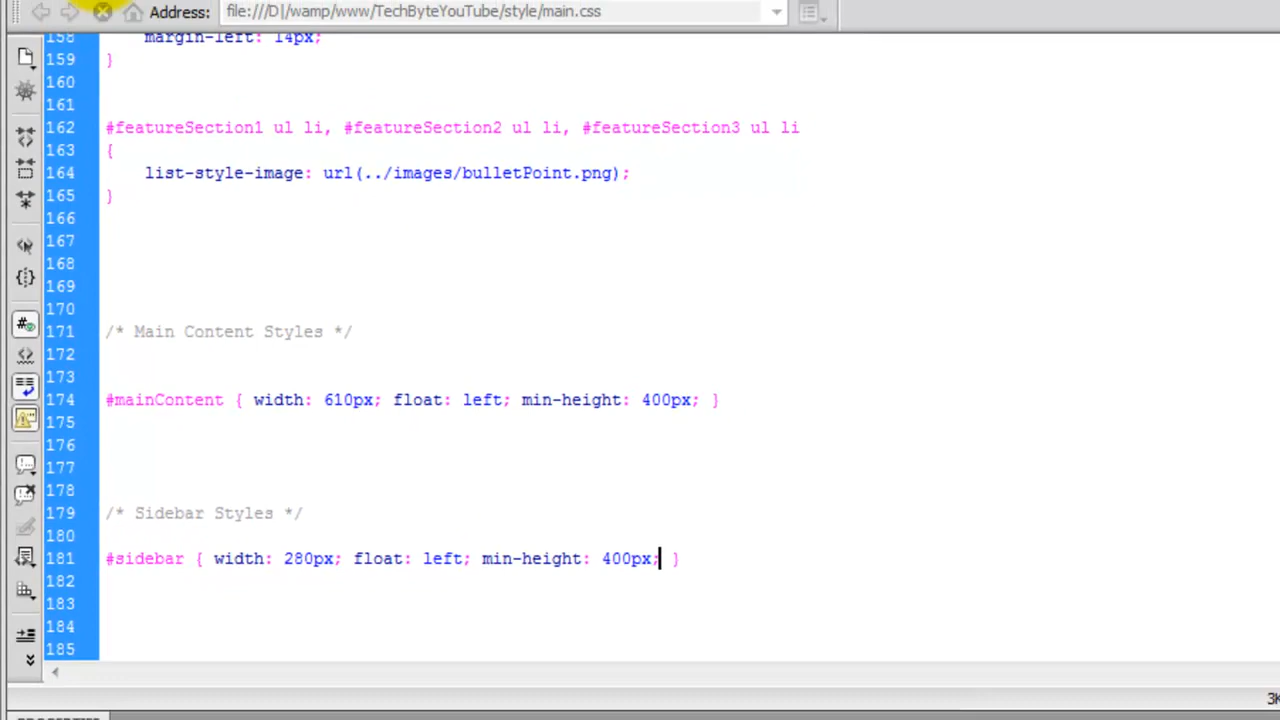 Address: file:///D|/wamp/www/TechByteYouTube/style/main.css
158 margin-left: 14px;
159 }
160
161
162 #featureSection1 ul li, #featureSection2 ul li, #featureSection3 ul li
163 {
164 list-style-image: url(../images/bulletPoint.png);
165 }
166
167
168
169
170
171 /* Main Content Styles */
172
173
174 #mainContent { width: 610px; float: left; min-height: 400px; }
175
176
177
178
179 /* Sidebar Styles */
180
181 #sidebar { width: 280px; float: left; min-height: 400px; }
182
183
184
185
3K
PROPERTIES